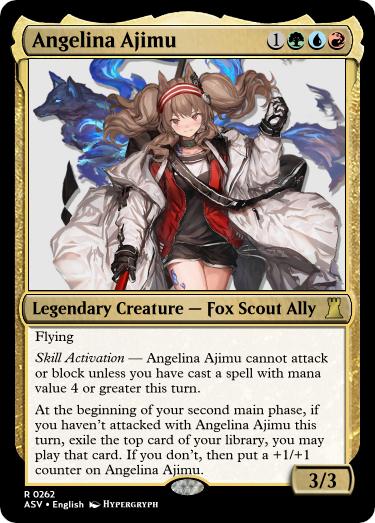 Angelina Ajimu 1
Legendary Creature — Fox Scout Ally
Flying
Skill Activation — Angelina Ajimu cannot attack
or block unless you have cast a spell with mana
value 4 or greater this turn.
At the beginning of your second main phase, if
you haven't attacked with Angelina Ajimu this
turn, exile the top card of your library, you may
play that card. If you don't, then put a +1/+1
counter on Angelina Ajimu.
3/3
R 0262
ASV • English HYPERGRYPH